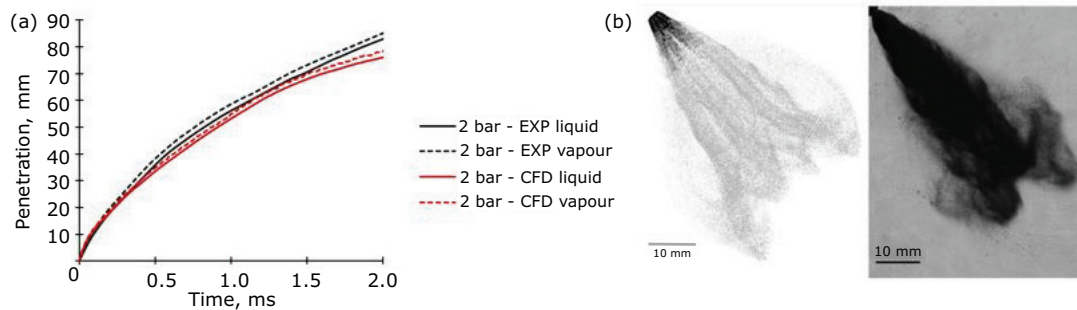 (a)
90
80
70
60
50
40
30
20
10
0
0.5
1.0
1.5
2.0
Penetration, mm
Time, ms
2 bar - EXP liquid
2 bar - EXP vapour
2 bar - CFD liquid
2 bar - CFD vapour
(b)
10 mm
10 mm